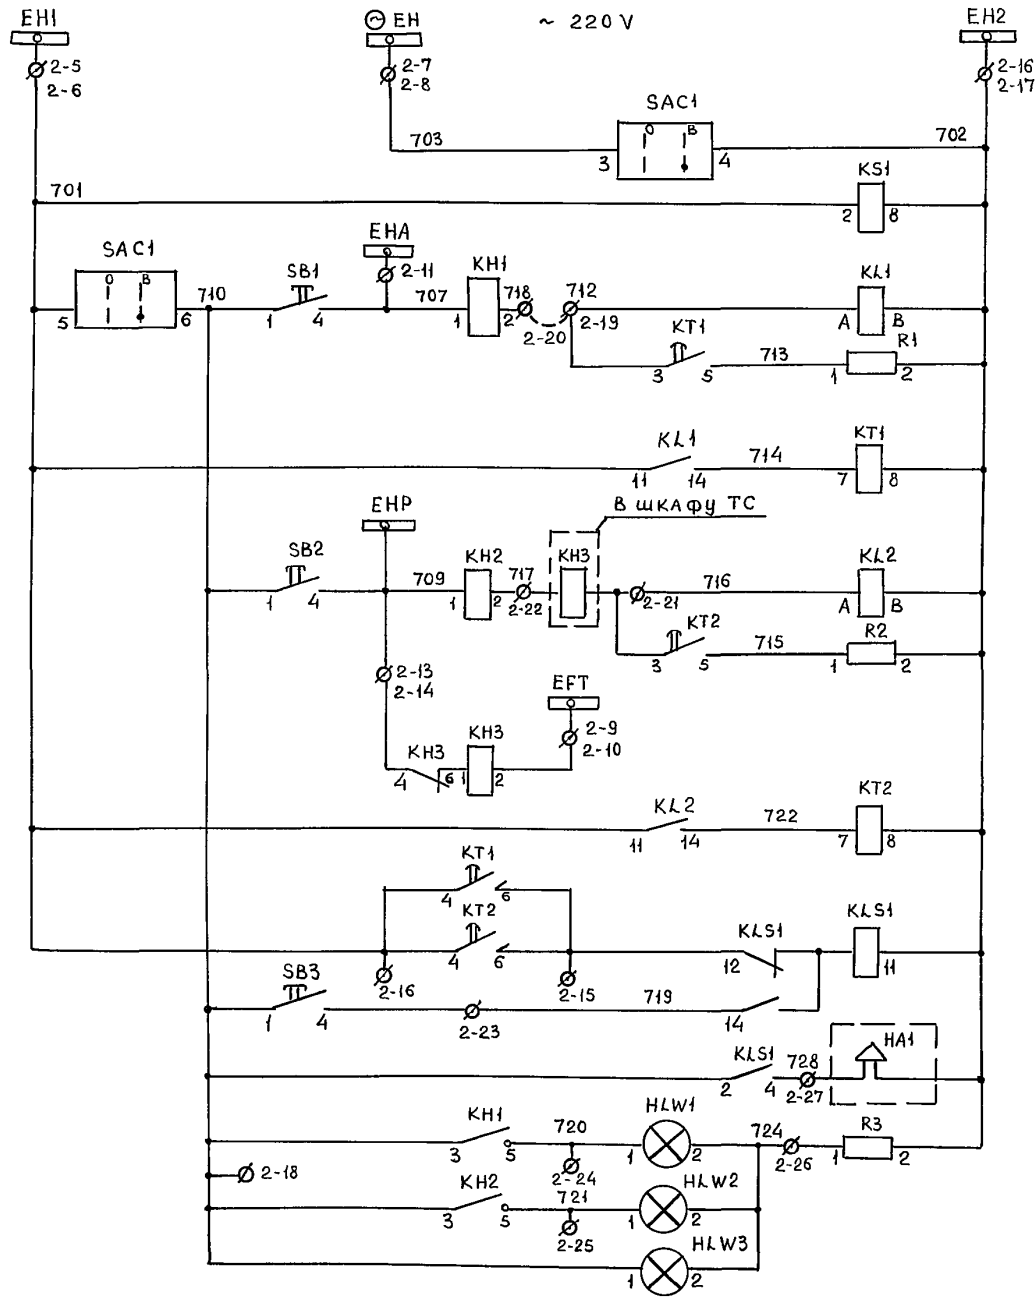 EH1
EH
~ 220 V
EH2
2-5
2-6
2-7
2-8
2-16
2-17
SAC1
O B
703
3
4
702
701
KS1
2
8
SAC1
O B
5
6
710
SB1
1
4
EHA
2-11
707
KH1
1
2
718
2-20
712
2-19
KL1
A
B
KT1
3
5
713
R1
1
2
KL1
11
14
714
KT1
7
8
В ШКАФУ ТС
EHP
SB2
1
4
709
KH2
1
2
717
2-22
KH3
2-21
716
KL2
A
B
KT2
3
5
715
R2
1
2
2-13
2-14
EFT
2-9
2-10
KH3
4
6
KH3
1
2
KL2
11
14
722
KT2
7
8
KT1
4
6
KT2
4
6
2-16
2-15
KLS1
12
KLS1
11
SB3
1
4
2-23
719
14
KLS1
2
4
728
2-27
HA1
KH1
3
5
720
2-24
HLW1
1
2
724
2-26
R3
1
2
2-18
KH2
3
5
721
2-25
HLW2
1
2
HLW3
1
2